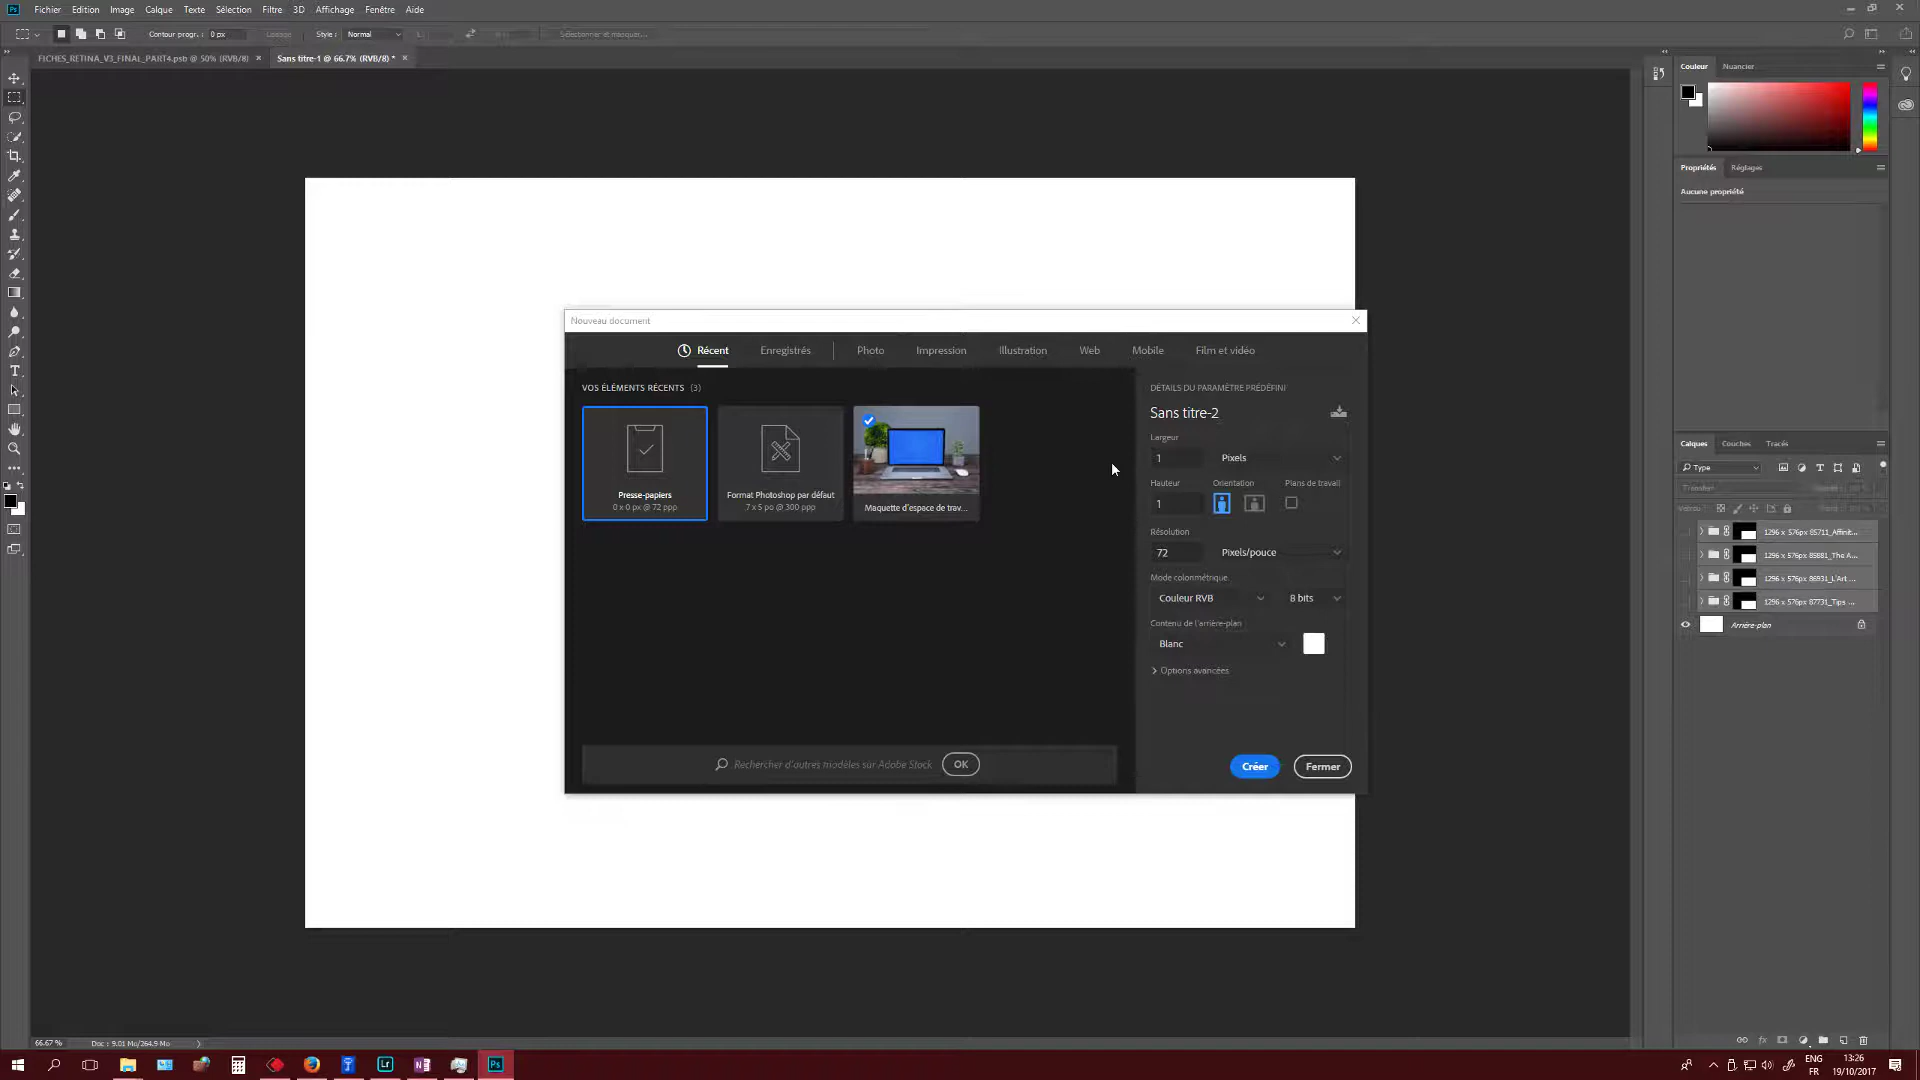 Ps Fichier Edition Image Calque Texte Sélection Filtre 3D Affichage Fenêtre Aide
Contour progr. : 0 px Lissage Style : Normal Sélectionner et masquer...
FICHES_RETINA_V3_FINAL_PART4.psb @ 50% (RVB/8) × Sans titre-1 @ 66.7% (RVB/8) * ×
Couleur Nuancier
Propriétés Réglages
Aucune propriété
Nouveau document
Récent Enregistrés Photo Impression Illustration Web Mobile Film et vidéo
VOS ÉLÉMENTS RÉCENTS (3)
Presse-papiers
0 x 0 px @ 72 ppp
Format Photoshop par défaut
7 x 5 po @ 300 ppp
Maquette d'espace de trav...
Rechercher d'autres modèles sur Adobe Stock OK
DÉTAILS DU PARAMÈTRE PRÉDÉFINI
Sans titre-2
Largeur
1 Pixels
Hauteur Orientation Plans de travail
1
Résolution
72 Pixels/pouce
Mode colorimétrique
Couleur RVB 8 bits
Contenu de l'arrière-plan
Blanc
Options avancées
Créer Fermer
Calques Couches Tracés
Type
1296 x 576px 85711_Affinit...
1296 x 576px 85881_The A...
1296 x 576px 86931_L'Art ...
1296 x 576px 87731_Tips ...
Arrière-plan
66.67 % Doc : 9.01 Mo/264.9 Mo
Lr N Ps
ENG
FR
13:26
19/10/2017